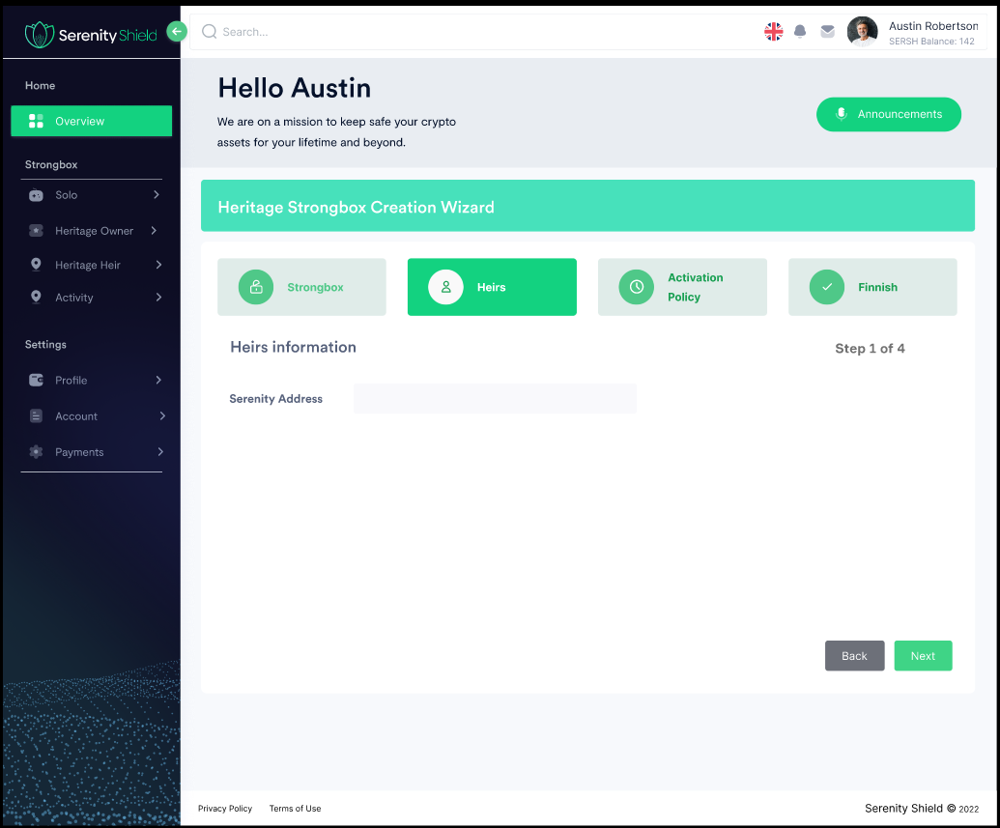 Serenity Shield
Search...
Austin Robertson
SERSH Balance: 142
Home
Overview
Strongbox
Solo
Heritage Owner
Heritage Heir
Activity
Settings
Profile
Account
Payments
Hello Austin
We are on a mission to keep safe your crypto
assets for your lifetime and beyond.
Announcements
Heritage Strongbox Creation Wizard
Strongbox
Heirs
Activation
Policy
Finnish
Heirs information
Step 1 of 4
Serenity Address
Back
Next
Privacy Policy
Terms of Use
Serenity Shield © 2022